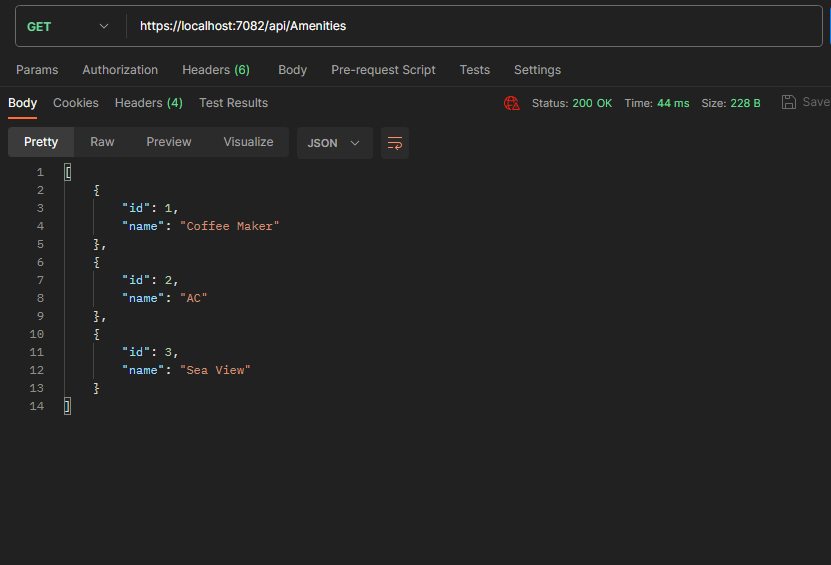 GET https://localhost:7082/api/Amenities
Params Authorization Headers (6) Body Pre-request Script Tests Settings
Body Cookies Headers (4) Test Results Status: 200 OK Time: 44 ms Size: 228 B Save
Pretty Raw Preview Visualize JSON
1 [
2 {
3 "id": 1,
4 "name": "Coffee Maker"
5 },
6 {
7 "id": 2,
8 "name": "AC"
9 },
10 {
11 "id": 3,
12 "name": "Sea View"
13 }
14 ]